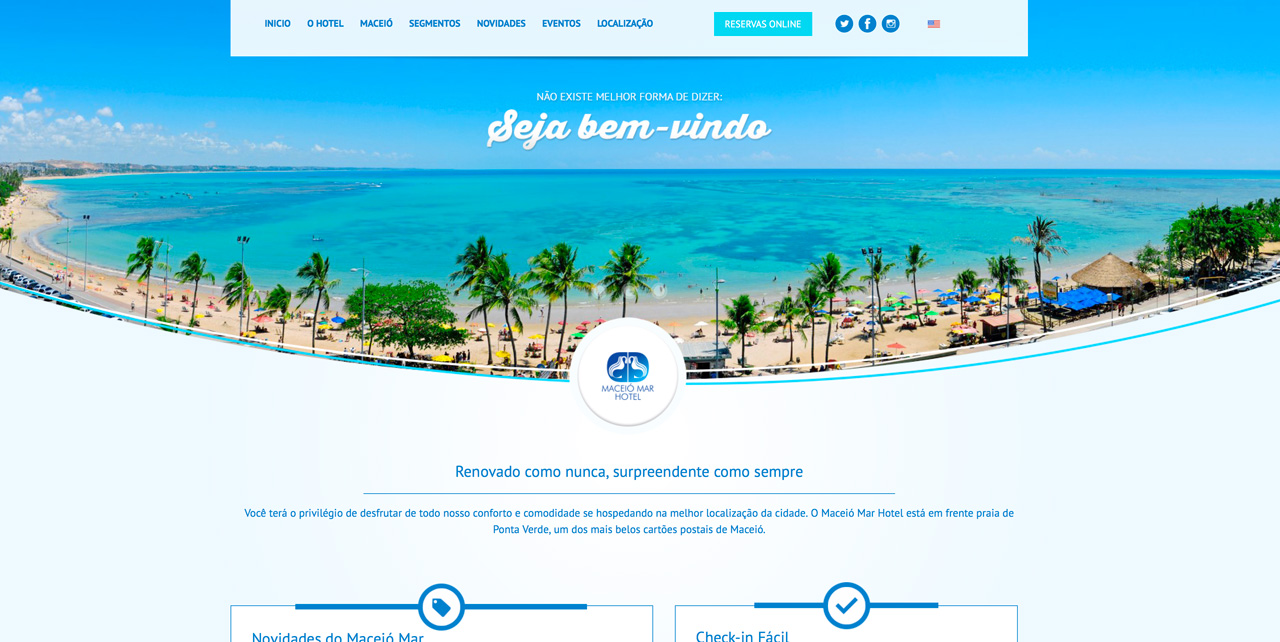 INICIO O HOTEL MACEIÓ SEGMENTOS NOVIDADES EVENTOS LOCALIZAÇÃO RESERVAS ONLINE
NÃO EXISTE MELHOR FORMA DE DIZER:
Seja bem-vindo
MACEIÓ MAR
HOTEL
Renovado como nunca, surpreendente como sempre
Você terá o privilégio de desfrutar de todo nosso conforto e comodidade se hospedando na melhor localização da cidade. O Maceió Mar Hotel está em frente praia de
Ponta Verde, um dos mais belos cartões postais de Maceió.
Novidades do Maceió Mar
Check-in Fácil